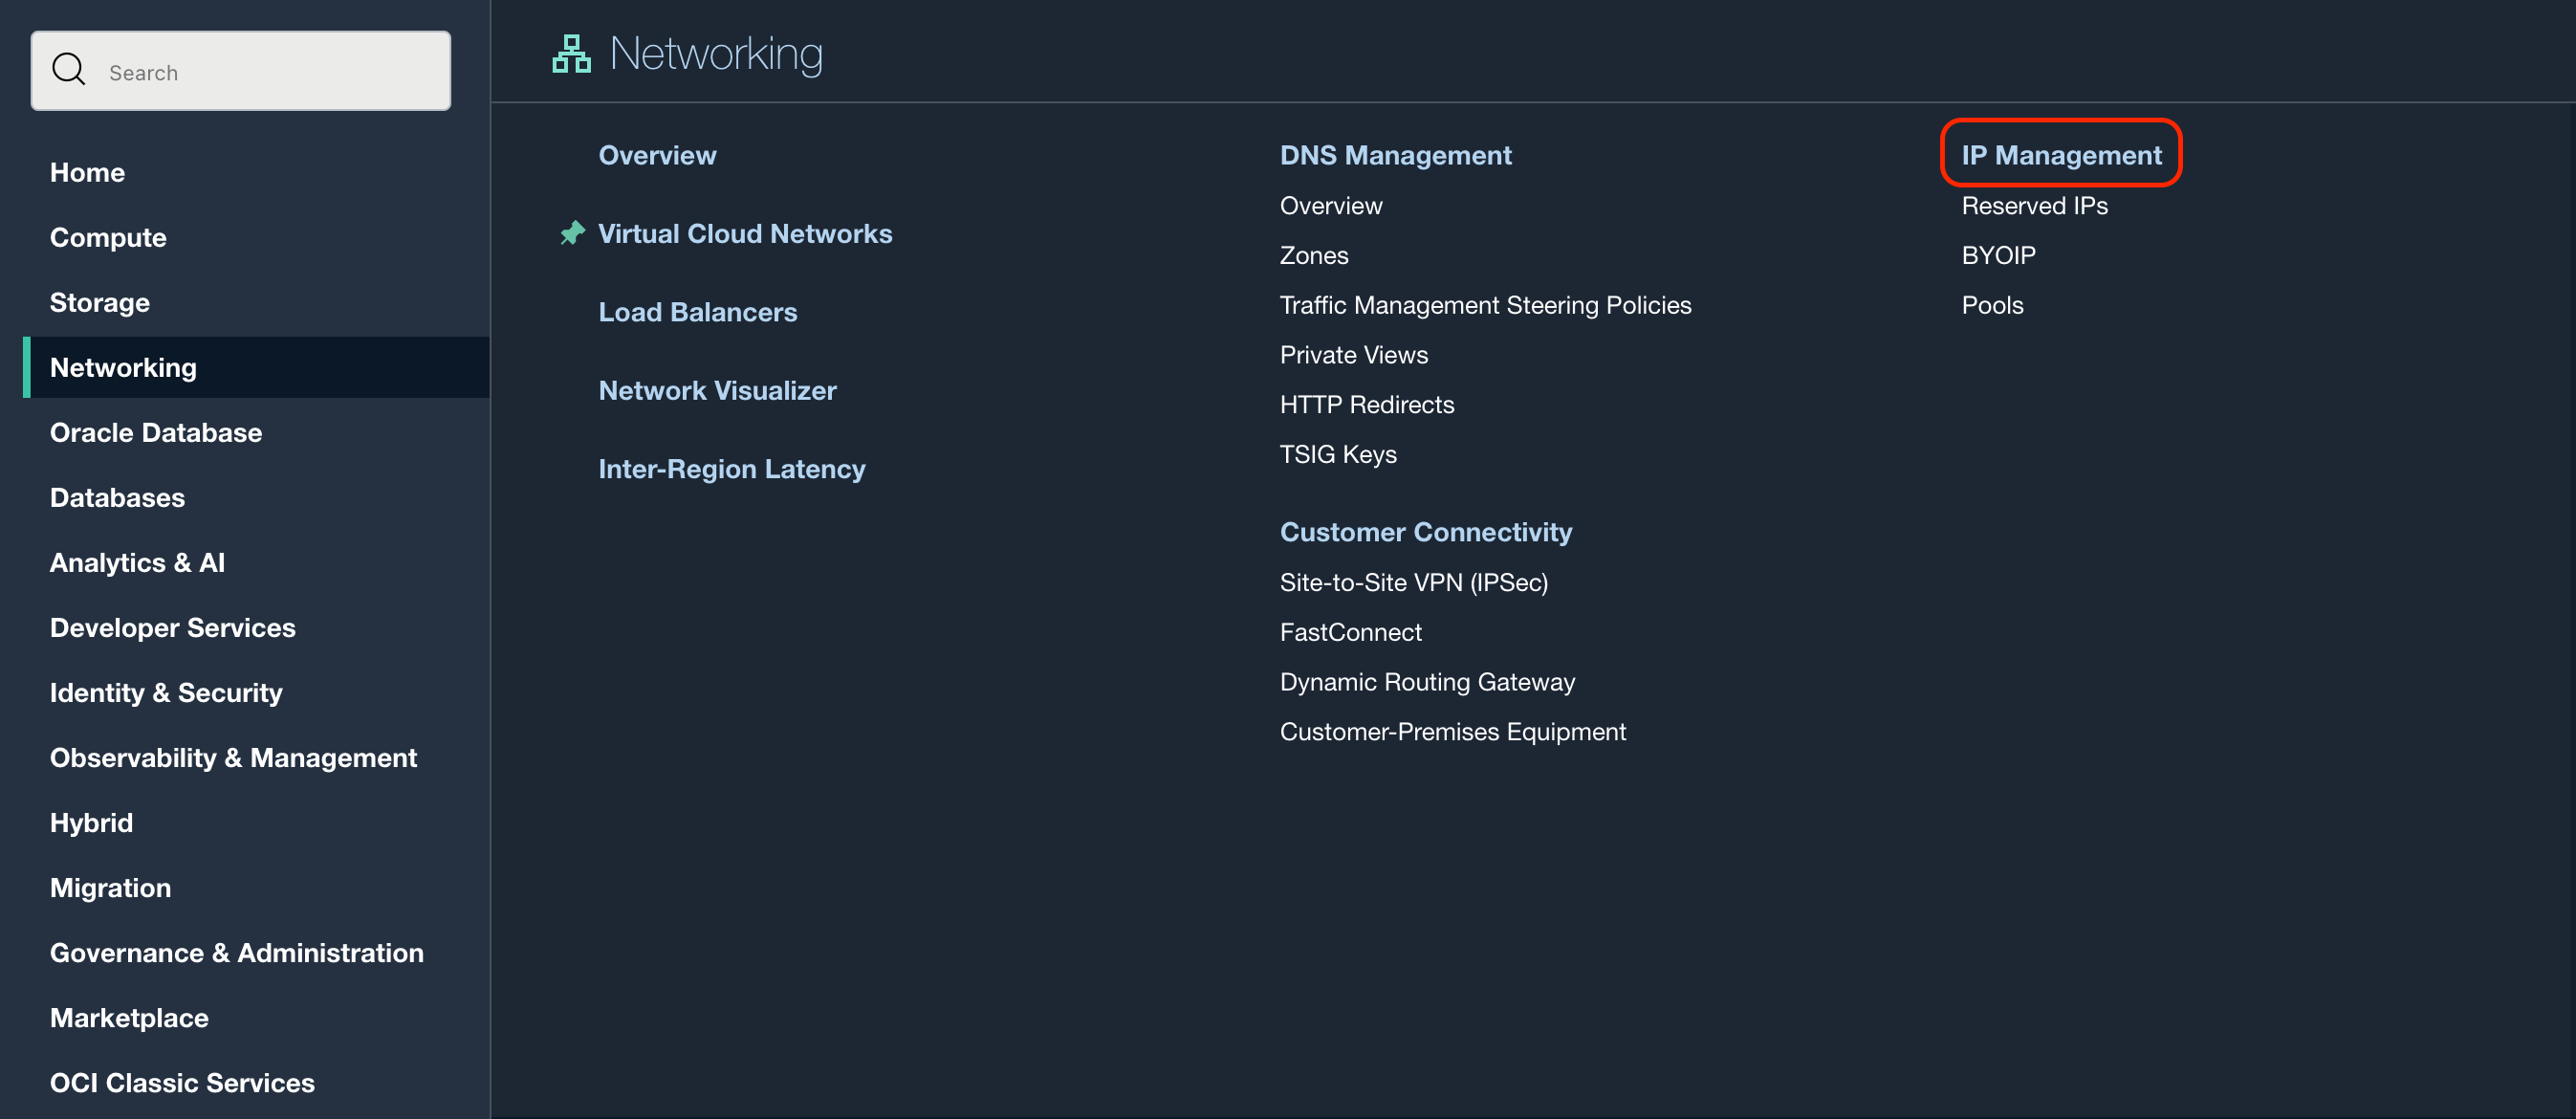 Search
Home
Compute
Storage
Networking
Oracle Database
Databases
Analytics & AI
Developer Services
Identity & Security
Observability & Management
Hybrid
Migration
Governance & Administration
Marketplace
OCI Classic Services
Networking
Overview
Virtual Cloud Networks
Load Balancers
Network Visualizer
Inter-Region Latency
DNS Management
Overview
Zones
Traffic Management Steering Policies
Private Views
HTTP Redirects
TSIG Keys
Customer Connectivity
Site-to-Site VPN (IPSec)
FastConnect
Dynamic Routing Gateway
Customer-Premises Equipment
IP Management
Reserved IPs
BYOIP
Pools